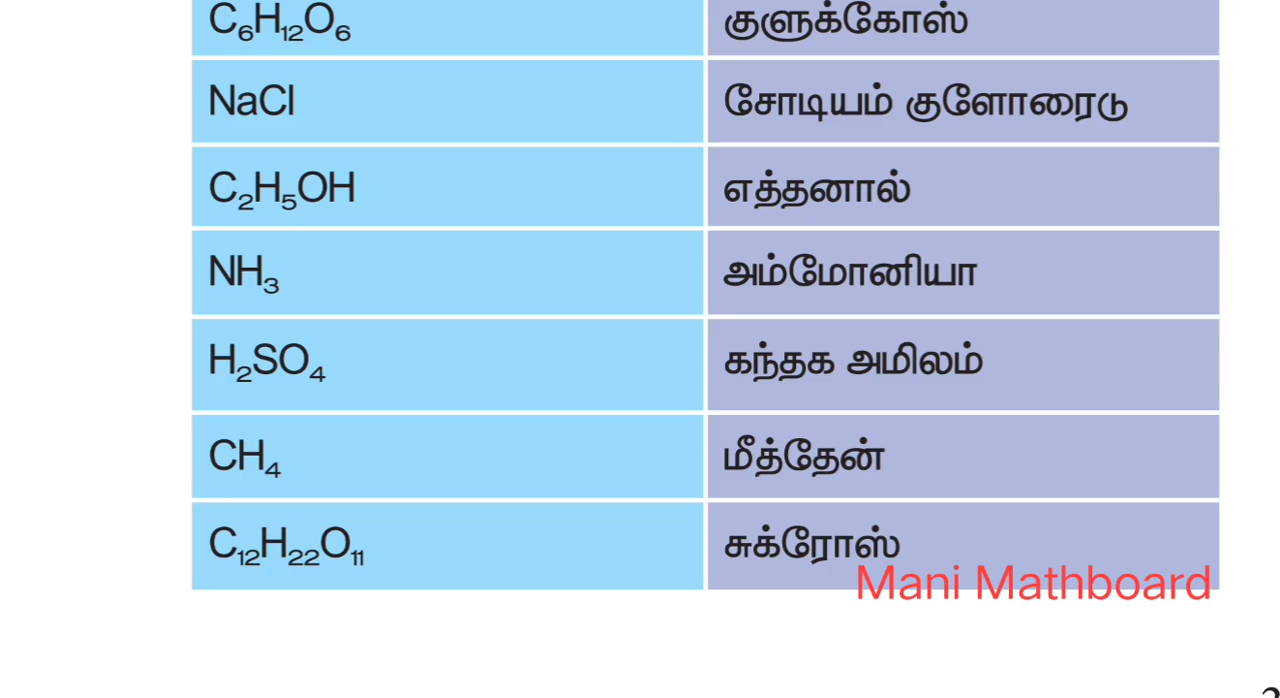 C₆H₁₂O₆ குளுக்கோஸ்
NaCl சோடியம் குளோரைடு
C₂H₅OH எத்தனால்
NH₃ அம்மோனியா
H₂SO₄ கந்தக அமிலம்
CH₄ மீத்தேன்
C₁₂H₂₂O₁₁ சுக்ரோஸ்
Mani Mathboard